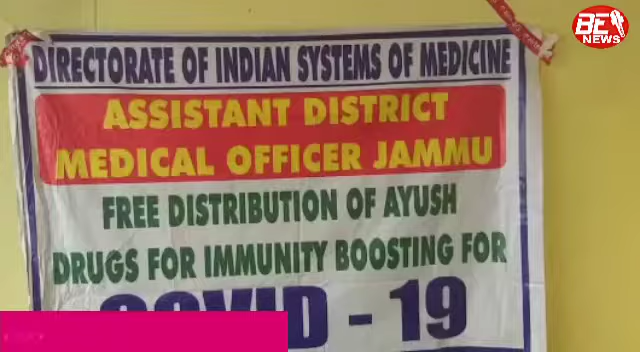 BE
NEWS
DIRECTORATE OF INDIAN SYSTEMS OF MEDICINE
ASSISTANT DISTRICT
MEDICAL OFFICER JAMMU
FREE DISTRIBUTION OF AYUSH
DRUGS FOR IMMUNITY BOOSTING FOR
COVID - 19